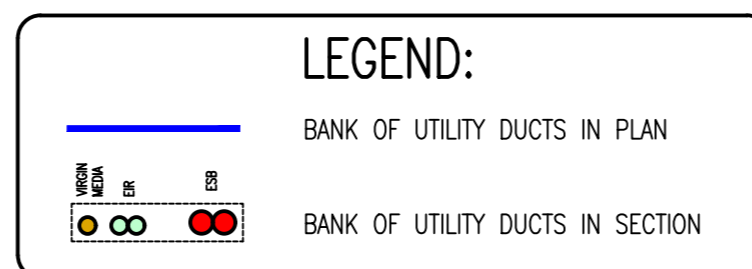 LEGEND:
BANK OF UTILITY DUCTS IN PLAN
VIRGIN
MEDIA
EIR
ESB
BANK OF UTILITY DUCTS IN SECTION